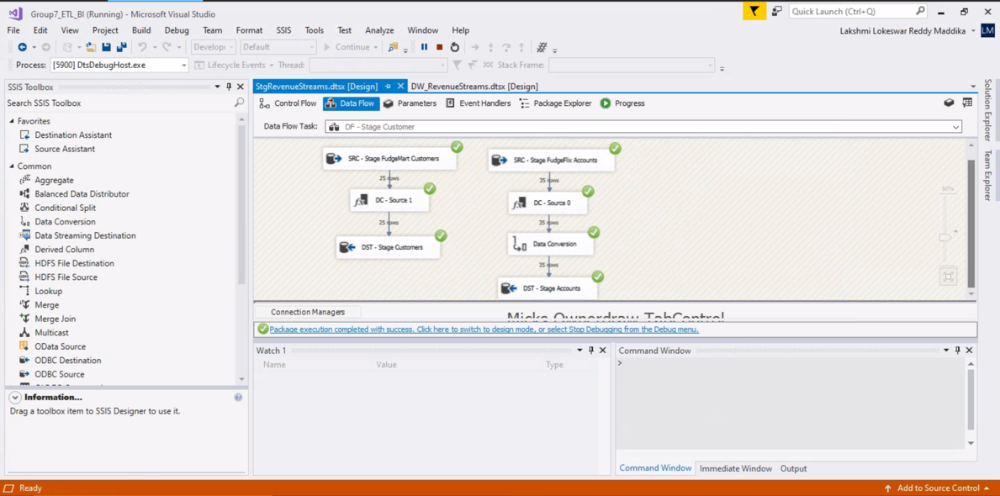 Group7_ETL_BI (Running) - Microsoft Visual Studio
Quick Launch (Ctrl+Q)
File Edit View Project Build Debug Team Format SSIS Tools Test Analyze Window Help
Lakshmi Lokeswar Reddy Maddika LM
Develop Default Continue
Process: [5900] DtsDebugHost.exe Lifecycle Events Thread: Stack Frame:
SSIS Toolbox
Search SSIS Toolbox
Favorites
Destination Assistant
Source Assistant
Common
Aggregate
Balanced Data Distributor
Conditional Split
Data Conversion
Data Streaming Destination
Derived Column
HDFS File Destination
HDFS File Source
Lookup
Merge
Merge Join
Multicast
OData Source
ODBC Destination
ODBC Source
Information...
Drag a toolbox item to SSIS Designer to use it.
StgRevenueStreams.dtsx [Design] DW_RevenueStreams.dtsx [Design]
Control Flow Data Flow Parameters Event Handlers Package Explorer Progress
Data Flow Task: DF - Stage Customer
SRC - Stage FudgeMart Customers
25 rows
DC - Source 1
25 rows
DST - Stage Customers
SRC - Stage FudgeFlix Accounts
35 rows
DC - Source 0
35 rows
Data Conversion
35 rows
DST - Stage Accounts
80%
Connection Managers
Micks Ownerdraw TabControl
Package execution completed with success. Click here to switch to design mode, or select Stop Debugging from the Debug menu.
Watch 1
Name Value Type
Command Window
>
Command Window Immediate Window Output
Solution Explorer
Team Explorer
Ready
Add to Source Control